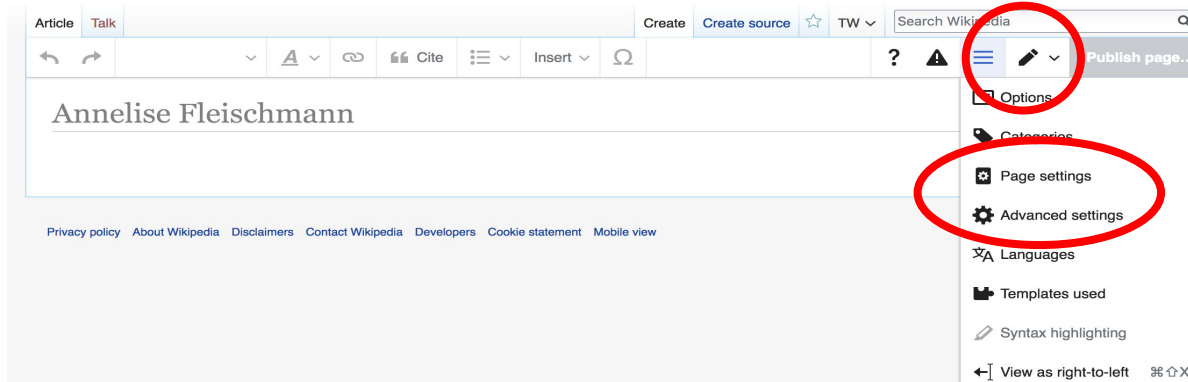 Article Talk Create Create source TW Search Wikipedia
A Cite Insert Ω ? Publish page..
Annelise Fleischmann
Options
Categories
Page settings
Advanced settings
Privacy policy About Wikipedia Disclaimers Contact Wikipedia Developers Cookie statement Mobile view
文A Languages
Templates used
Syntax highlighting
View as right-to-left ⌘⇧X